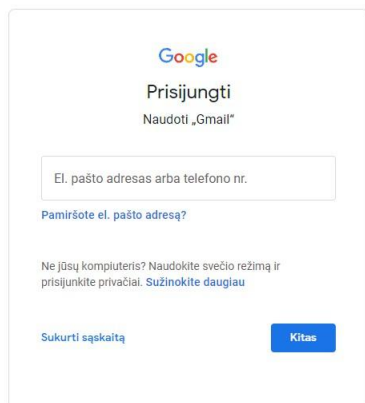 Google
Prisijungti
Naudoti „Gmail“
El. pašto adresas arba telefono nr.
Pamiršote el. pašto adresą?
Ne jūsų kompiuteris? Naudokite svečio režimą ir
prisijunkite privačiai. Sužinokite daugiau
Sukurti sąskaitą
Kitas